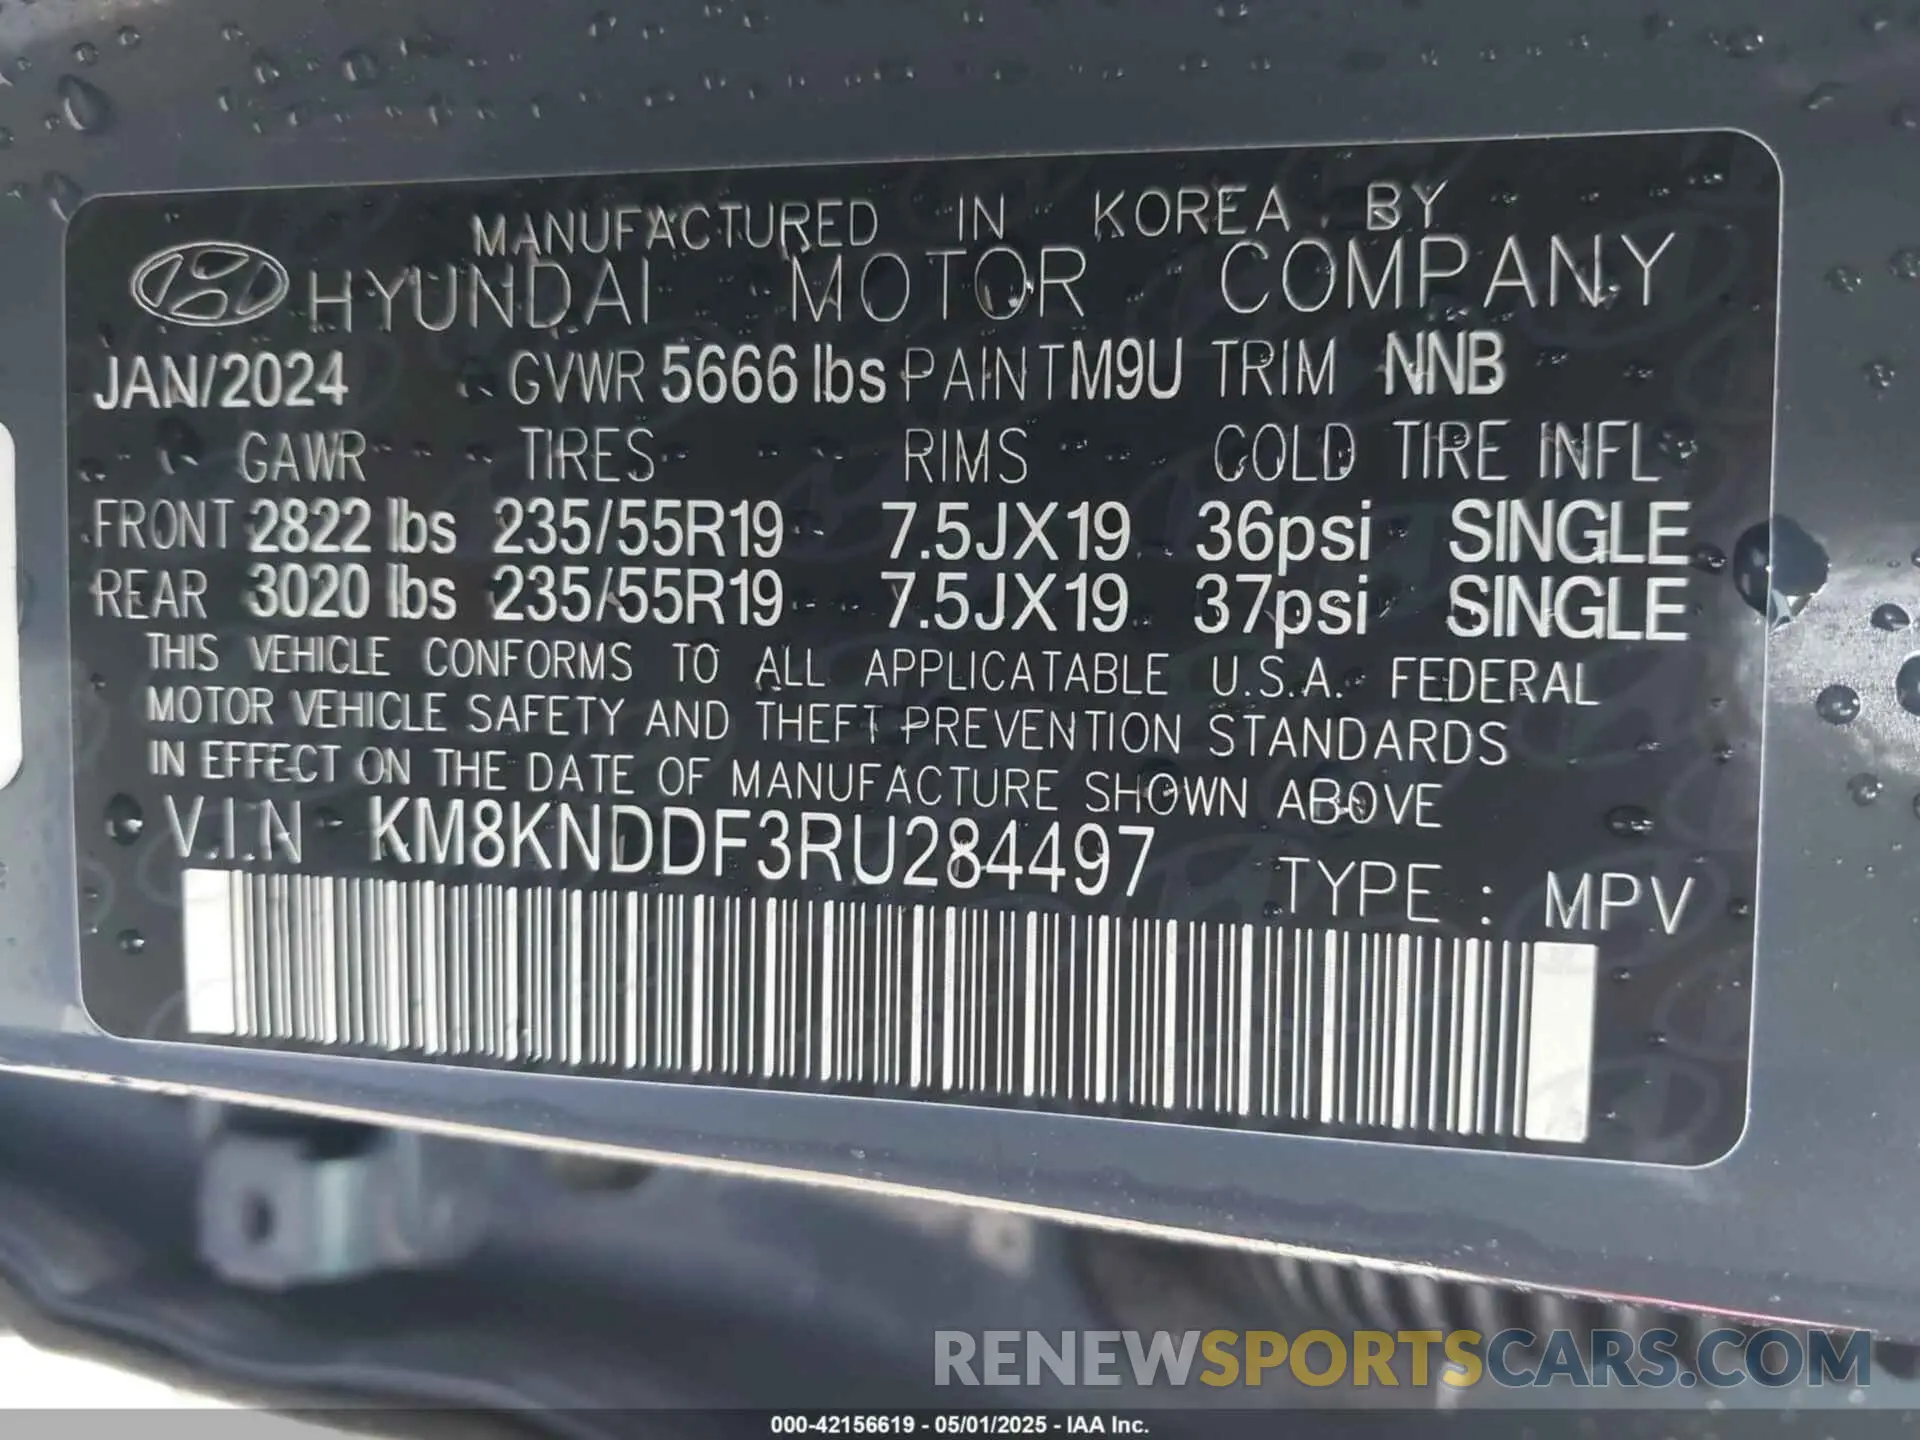 MANUFACTURED IN KOREA BY
HYUNDAI MOTOR COMPANY
JAN/2024 GVWR 5666 lbs PAINT M9U TRIM NNB
GAWR TIRES RIMS COLD TIRE INFL
FRONT 2822 lbs 235/55R19 7.5JX19 36psi SINGLE
REAR 3020 lbs 235/55R19 7.5JX19 37psi SINGLE
THIS VEHICLE CONFORMS TO ALL APPLICATABLE U.S.A. FEDERAL
MOTOR VEHICLE SAFETY AND THEFT PREVENTION STANDARDS
IN EFFECT ON THE DATE OF MANUFACTURE SHOWN ABOVE
V.I.N KM8KNDDF3RU284497
TYPE : MPV
RENEWSPORTSCARS.COM
000-42156619 - 05/01/2025 - IAA Inc.